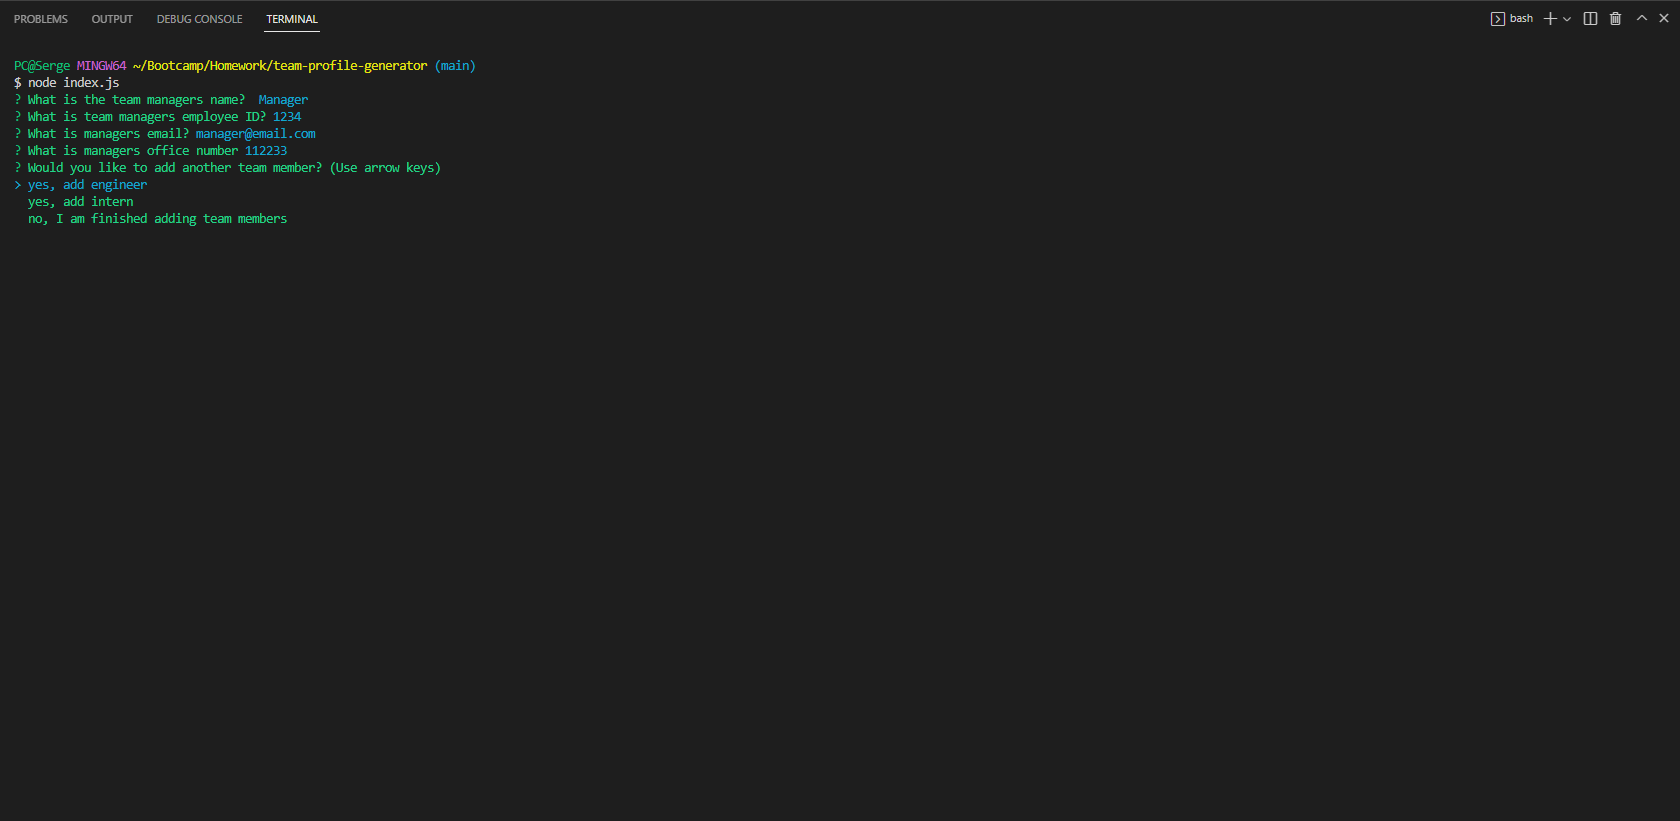 PROBLEMS OUTPUT DEBUG CONSOLE TERMINAL bash
PC@Serge MINGW64 ~/Bootcamp/Homework/team-profile-generator (main)
$ node index.js
? What is the team managers name?  Manager
? What is team managers employee ID? 1234
? What is managers email? manager@email.com
? What is managers office number 112233
? Would you like to add another team member? (Use arrow keys)
> yes, add engineer
yes, add intern
no, I am finished adding team members